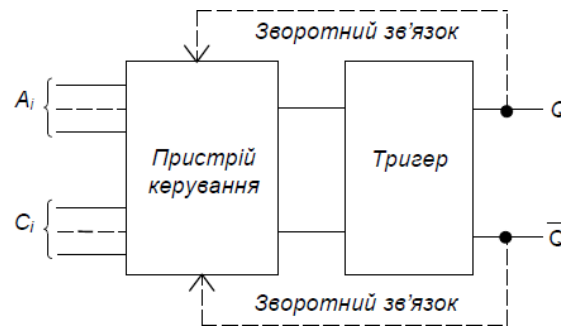 Зворотний зв'язок
Aᵢ
Q
Пристрій
керування
Тригер
Cᵢ
Q̅
Зворотний зв'язок